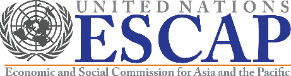 UNITED NATIONS
ESCAP
Economic and Social Commission for Asia and the Pacific